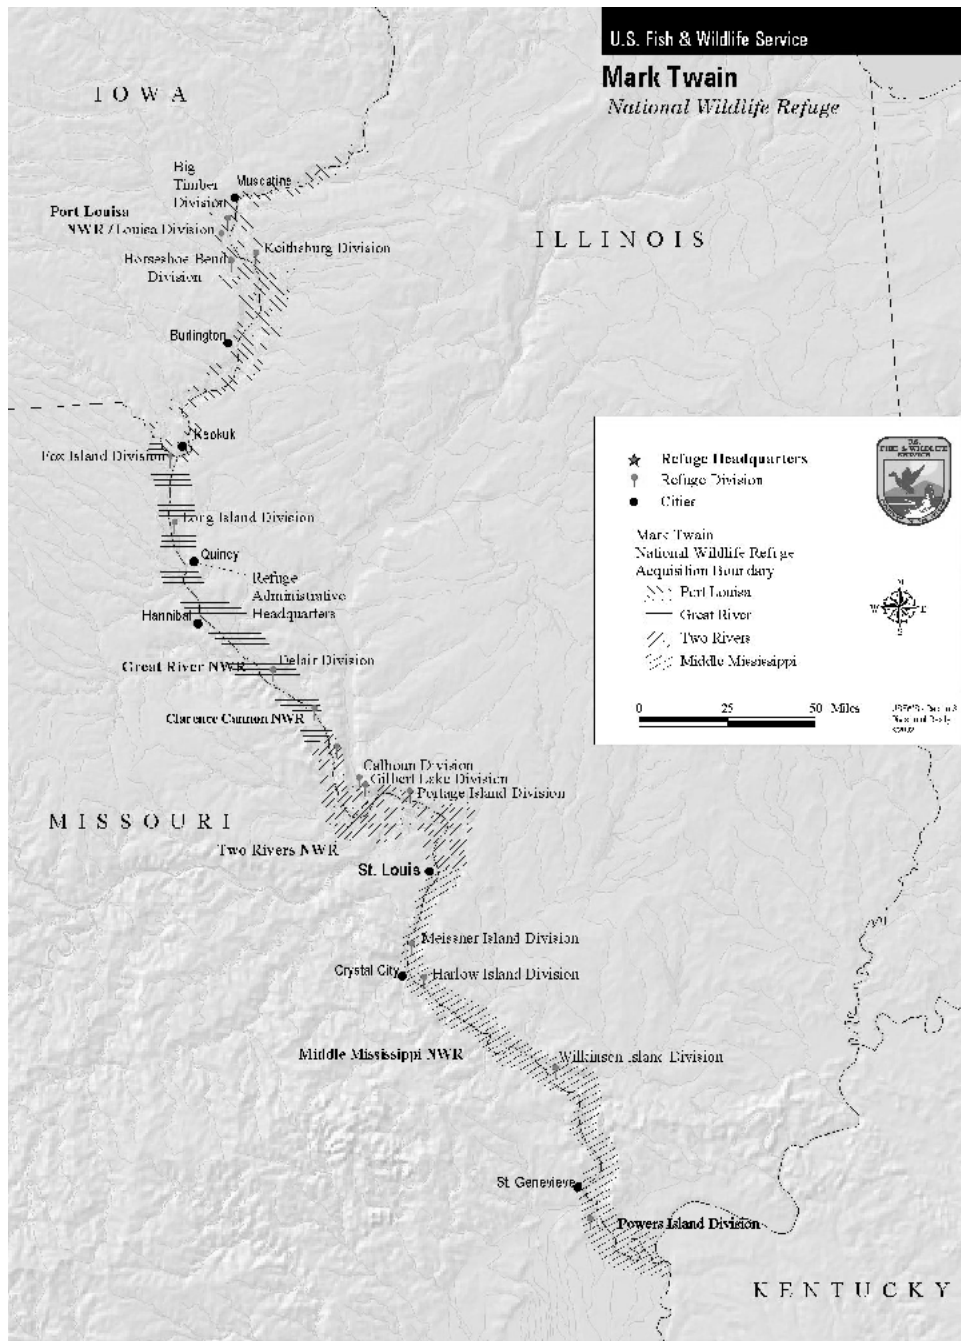 U.S. Fish & Wildlife Service
Mark Twain
National Wildlife Refuge
IOWA
Big
Timber
Division
Muscatine
Port Louisa
NWR / Louisa Division
ILLINOIS
Keithsburg Division
Horseshoe Bend
Division
Burlington
Keokuk
Fox Island Division
Refuge Headquarters
Refuge Division
Cities
U.S.
FISH & WILDLIFE
SERVICE
Long Island Division
Mark Twain
National Wildlife Refuge
Acquisition Boundary
Port Louisa
Great River
Two Rivers
Middle Mississippi
N
W E
S
Quincy
Refuge
Administrative
Headquarters
Hannibal
Great River NWR
Delair Division
Clarence Cannon NWR
0 25 50 Miles
Calhoun Division
Gilbert Lake Division
Portage Island Division
MISSOURI
Two Rivers NWR
St. Louis
Meissner Island Division
Crystal City
Harlow Island Division
Middle Mississippi NWR
Wilkinson Island Division
St. Genevieve
Powers Island Division
KENTUCKY